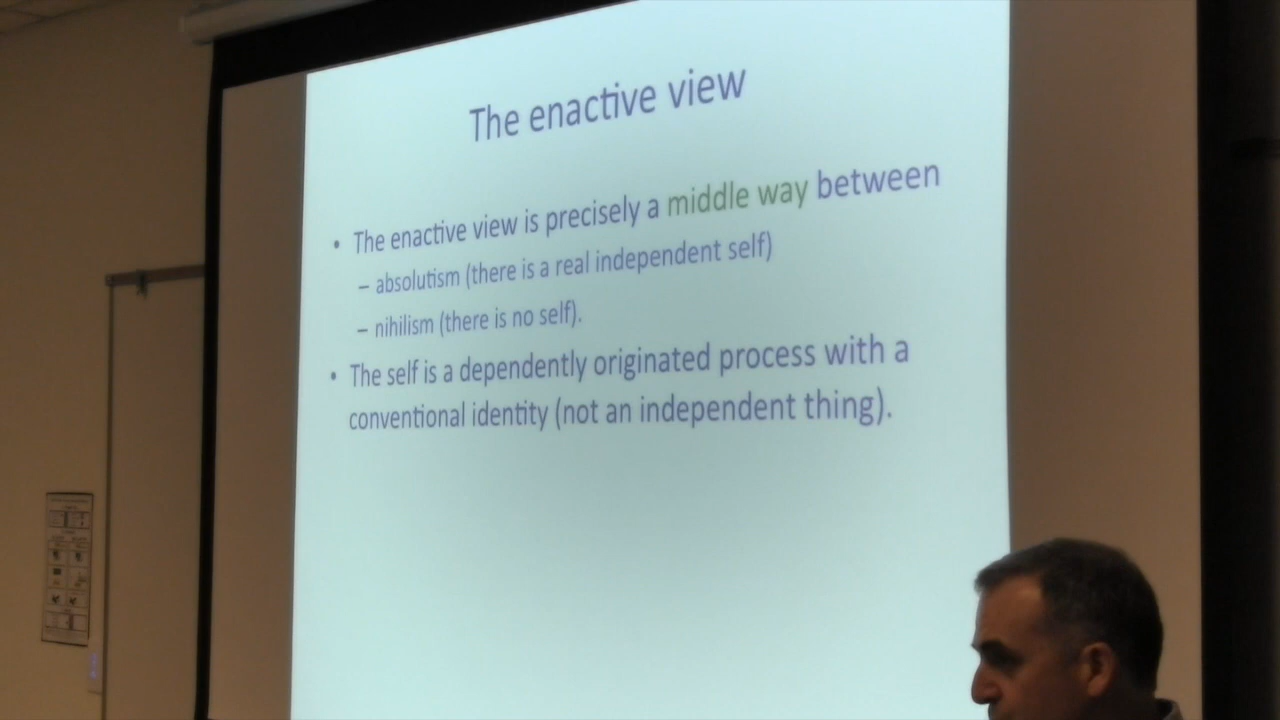 The enactive view
• The enactive view is precisely a middle way between
– absolutism (there is a real independent self)
– nihilism (there is no self).
• The self is a dependently originated process with a
conventional identity (not an independent thing).